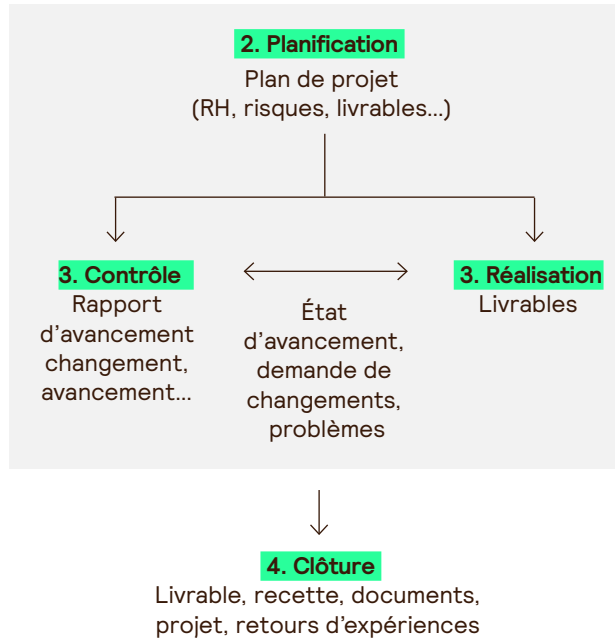 2. Planification
Plan de projet
(RH, risques, livrables...)
3. Contrôle
Rapport
d’avancement
changement,
avancement...
État
d’avancement,
demande de
changements,
problèmes
3. Réalisation
Livrables
4. Clôture
Livrable, recette, documents,
projet, retours d’expériences